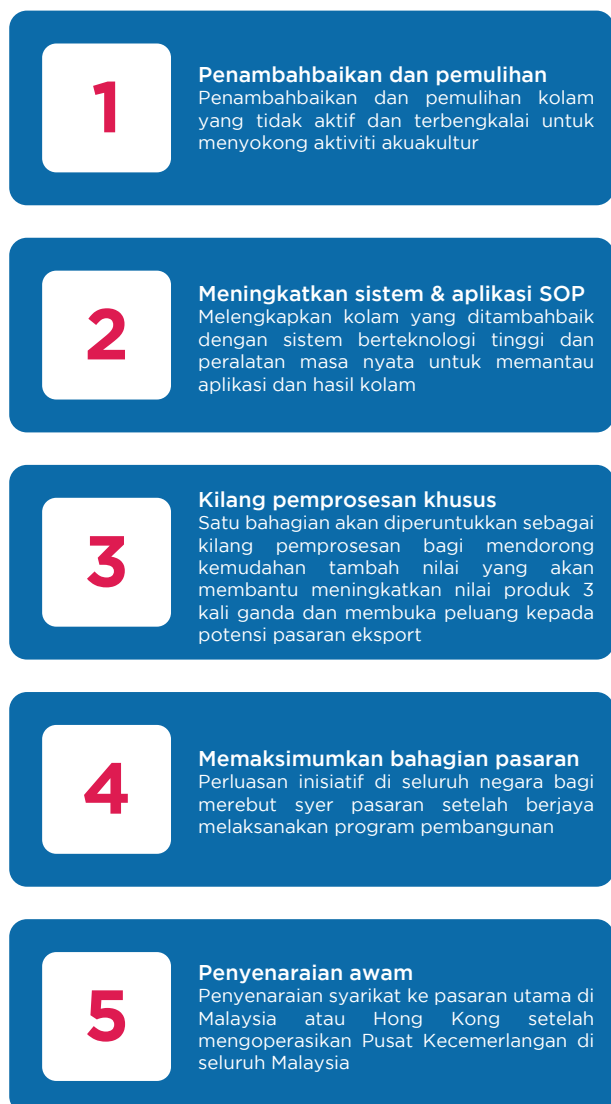 1
Penambahbaikan dan pemulihan
Penambahbaikan dan pemulihan kolam
yang tidak aktif dan terbengkalai untuk
menyokong aktiviti akuakultur
2
Meningkatkan sistem & aplikasi SOP
Melengkapkan kolam yang ditambahbaik
dengan sistem berteknologi tinggi dan
peralatan masa nyata untuk memantau
aplikasi dan hasil kolam
3
Kilang pemprosesan khusus
Satu bahagian akan diperuntukkan sebagai
kilang pemprosesan bagi mendorong
kemudahan tambah nilai yang akan
membantu meningkatkan nilai produk 3
kali ganda dan membuka peluang kepada
potensi pasaran eksport
4
Memaksimumkan bahagian pasaran
Perluasan inisiatif di seluruh negara bagi
merebut syer pasaran setelah berjaya
melaksanakan program pembangunan
5
Penyenaraian awam
Penyenaraian syarikat ke pasaran utama di
Malaysia atau Hong Kong setelah
mengoperasikan Pusat Kecemerlangan di
seluruh Malaysia